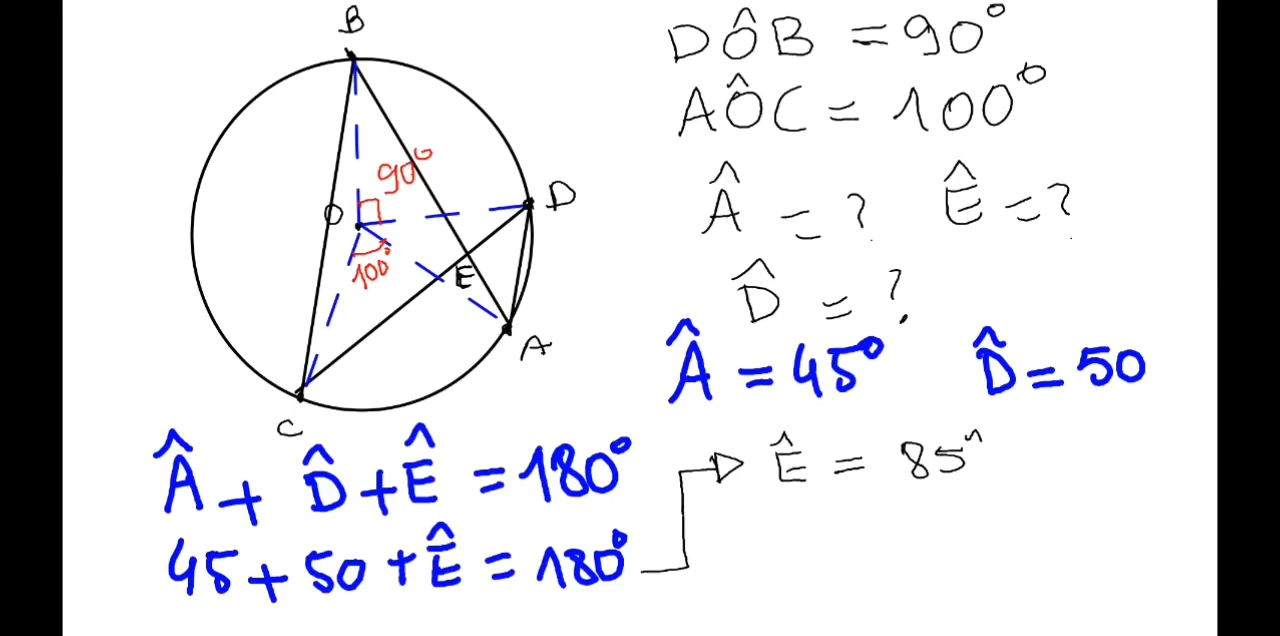 B
DÔB = 90°
AÔC = 100°
90°
D
O
Â = ? Ê = ?
100°
E
D̂ = ?
A
Â = 45° D̂ = 50
C
Â + D̂ + Ê = 180°
Ê = 85°
45 + 50 + Ê = 180°